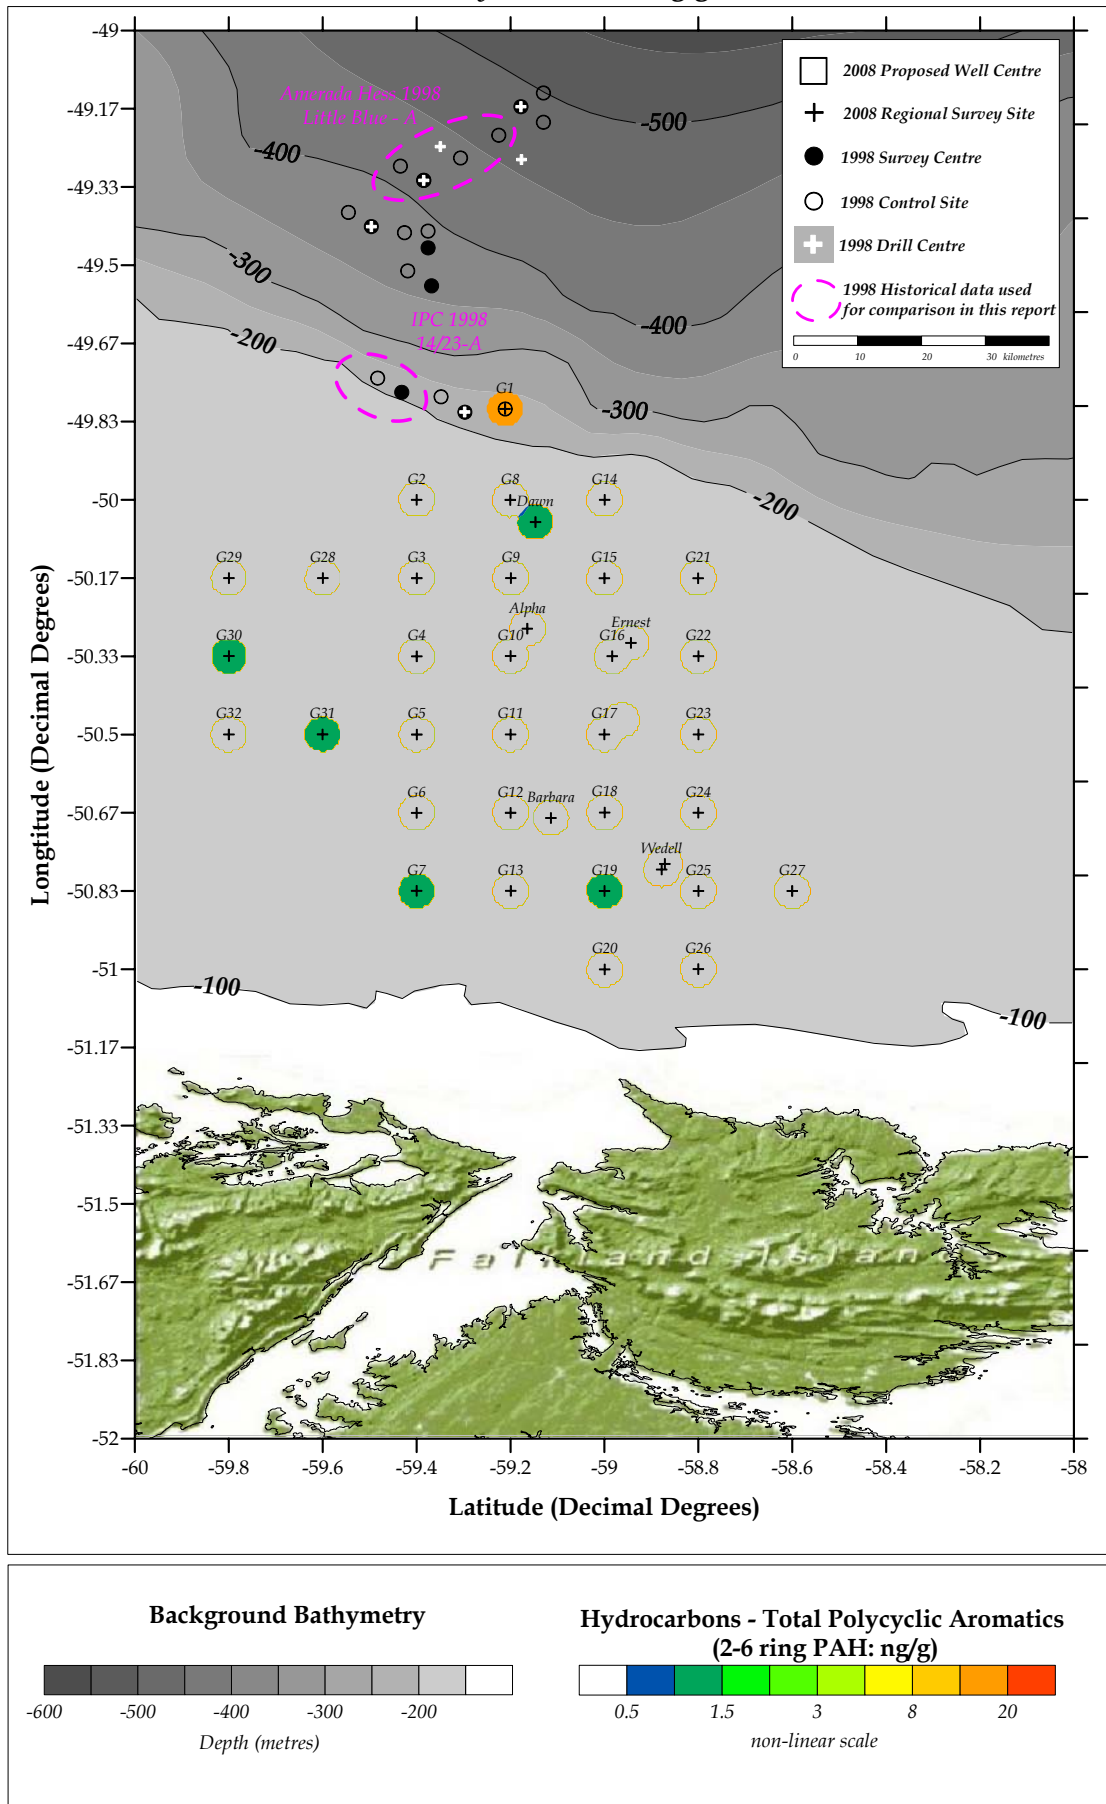 -49
-49.17
-49.33
-49.5
-49.67
-49.83
-50
-50.17
-50.33
-50.5
-50.67
-50.83
-51
-51.17
-51.33
-51.5
-51.67
-51.83
-52
Longtitude (Decimal Degrees)
-60 -59.8 -59.6 -59.4 -59.2 -59 -58.8 -58.6 -58.4 -58.2 -58
Latitude (Decimal Degrees)
2008 Proposed Well Centre
2008 Regional Survey Site
1998 Survey Centre
1998 Control Site
1998 Drill Centre
1998 Historical data used
for comparison in this report
0 10 20 30 kilometres
Amerada Hess 1998
Little Blue - A
-500
-400
-300
-400
IPC 1998
14/23-A
-200
-300
-200
G1
G2 G8 G14
Dawn
G29 G28 G3 G9 G15 G21
Alpha
Ernest
G30 G4 G10 G16 G22
G32 G31 G5 G11 G17 G23
G6 G12 Barbara G18 G24
Wedell
G7 G13 G19 G25 G27
G20 G26
-100
-100
Falkland Islands
Background Bathymetry
-600 -500 -400 -300 -200
Depth (metres)
Hydrocarbons - Total Polycyclic Aromatics
(2-6 ring PAH: ng/g)
0.5 1.5 3 8 20
non-linear scale